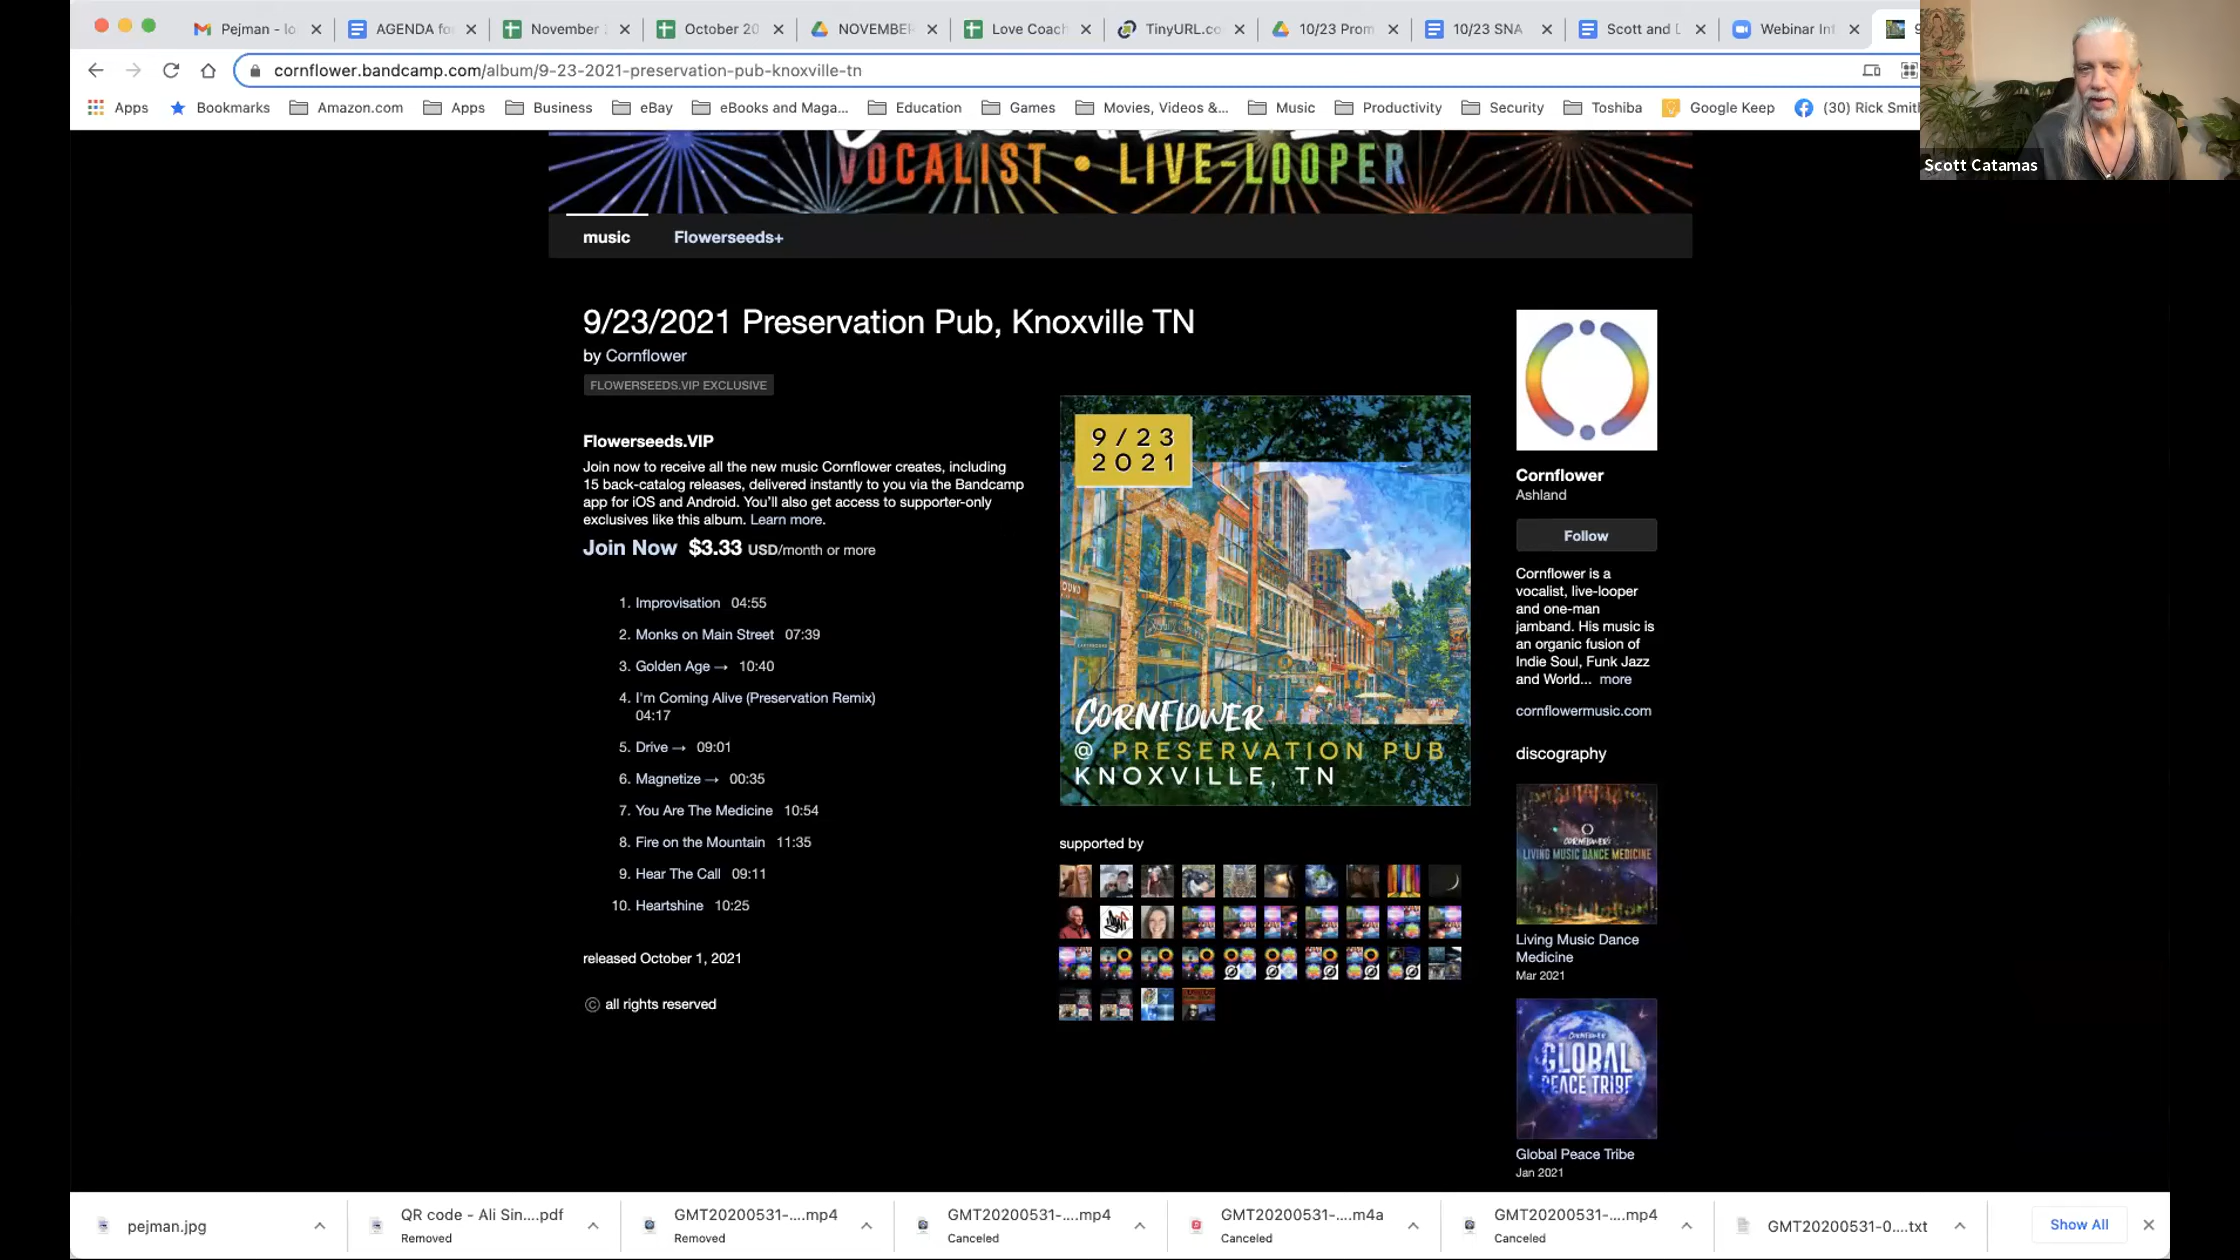 Pejman - lo
AGENDA fo
November 2
October 20
NOVEMBER
Love Coach
TinyURL.co
10/23 Prom
10/23 SNA
Scott and D
Webinar Inf
cornflower.bandcamp.com/album/9-23-2021-preservation-pub-knoxville-tn
Apps
Bookmarks
Amazon.com
Apps
Business
eBay
eBooks and Maga...
Education
Games
Movies, Videos &...
Music
Productivity
Security
Toshiba
Google Keep
(30) Rick Smith
Scott Catamas
VOCALIST • LIVE-LOOPER
music
Flowerseeds+
9/23/2021 Preservation Pub, Knoxville TN
by Cornflower
FLOWERSEEDS.VIP EXCLUSIVE
Flowerseeds.VIP
Join now to receive all the new music Cornflower creates, including
15 back-catalog releases, delivered instantly to you via the Bandcamp
app for iOS and Android. You'll also get access to supporter-only
exclusives like this album. Learn more.
Join Now $3.33 USD/month or more
1. Improvisation 04:55
2. Monks on Main Street 07:39
3. Golden Age → 10:40
4. I'm Coming Alive (Preservation Remix)
04:17
5. Drive → 09:01
6. Magnetize → 00:35
7. You Are The Medicine 10:54
8. Fire on the Mountain 11:35
9. Hear The Call 09:11
10. Heartshine 10:25
released October 1, 2021
© all rights reserved
9/23
2021
CORNFLOWER
@ PRESERVATION PUB
KNOXVILLE, TN
supported by
Cornflower
Ashland
Follow
Cornflower is a
vocalist, live-looper
and one-man
jamband. His music is
an organic fusion of
Indie Soul, Funk Jazz
and World... more
cornflowermusic.com
discography
CORNFLOWER'S
LIVING MUSIC DANCE MEDICINE
Living Music Dance
Medicine
Mar 2021
CORNFLOWER
GLOBAL
PEACE TRIBE
Global Peace Tribe
Jan 2021
pejman.jpg
QR code - Ali Sin....pdf
Removed
GMT20200531-....mp4
Removed
GMT20200531-....mp4
Canceled
GMT20200531-....m4a
Canceled
GMT20200531-....mp4
Canceled
GMT20200531-0....txt
Show All